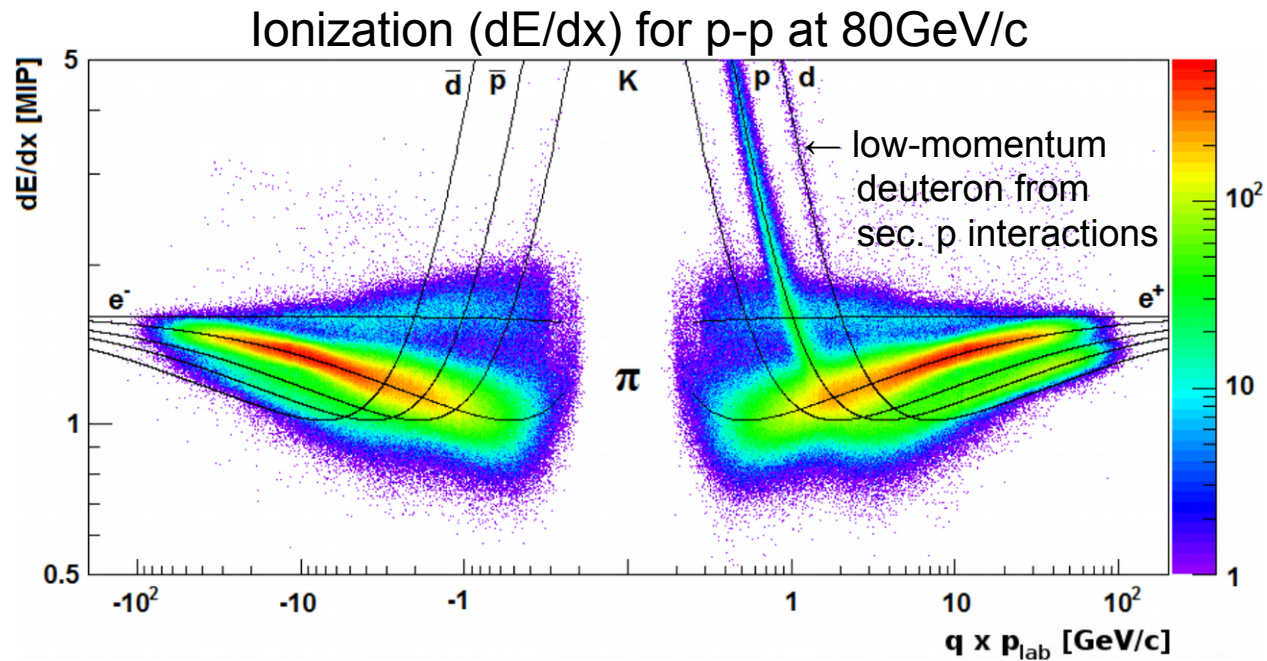 Ionization (dE/dx) for p-p at 80GeV/c
5
d̅ p̅ K p d
dE/dx [MIP]
← low-momentum
deuteron from
sec. p interactions
10²
e⁻ e⁺
π
10
1
0.5
1
-10² -10 -1 1 10 10²
q x p_lab [GeV/c]